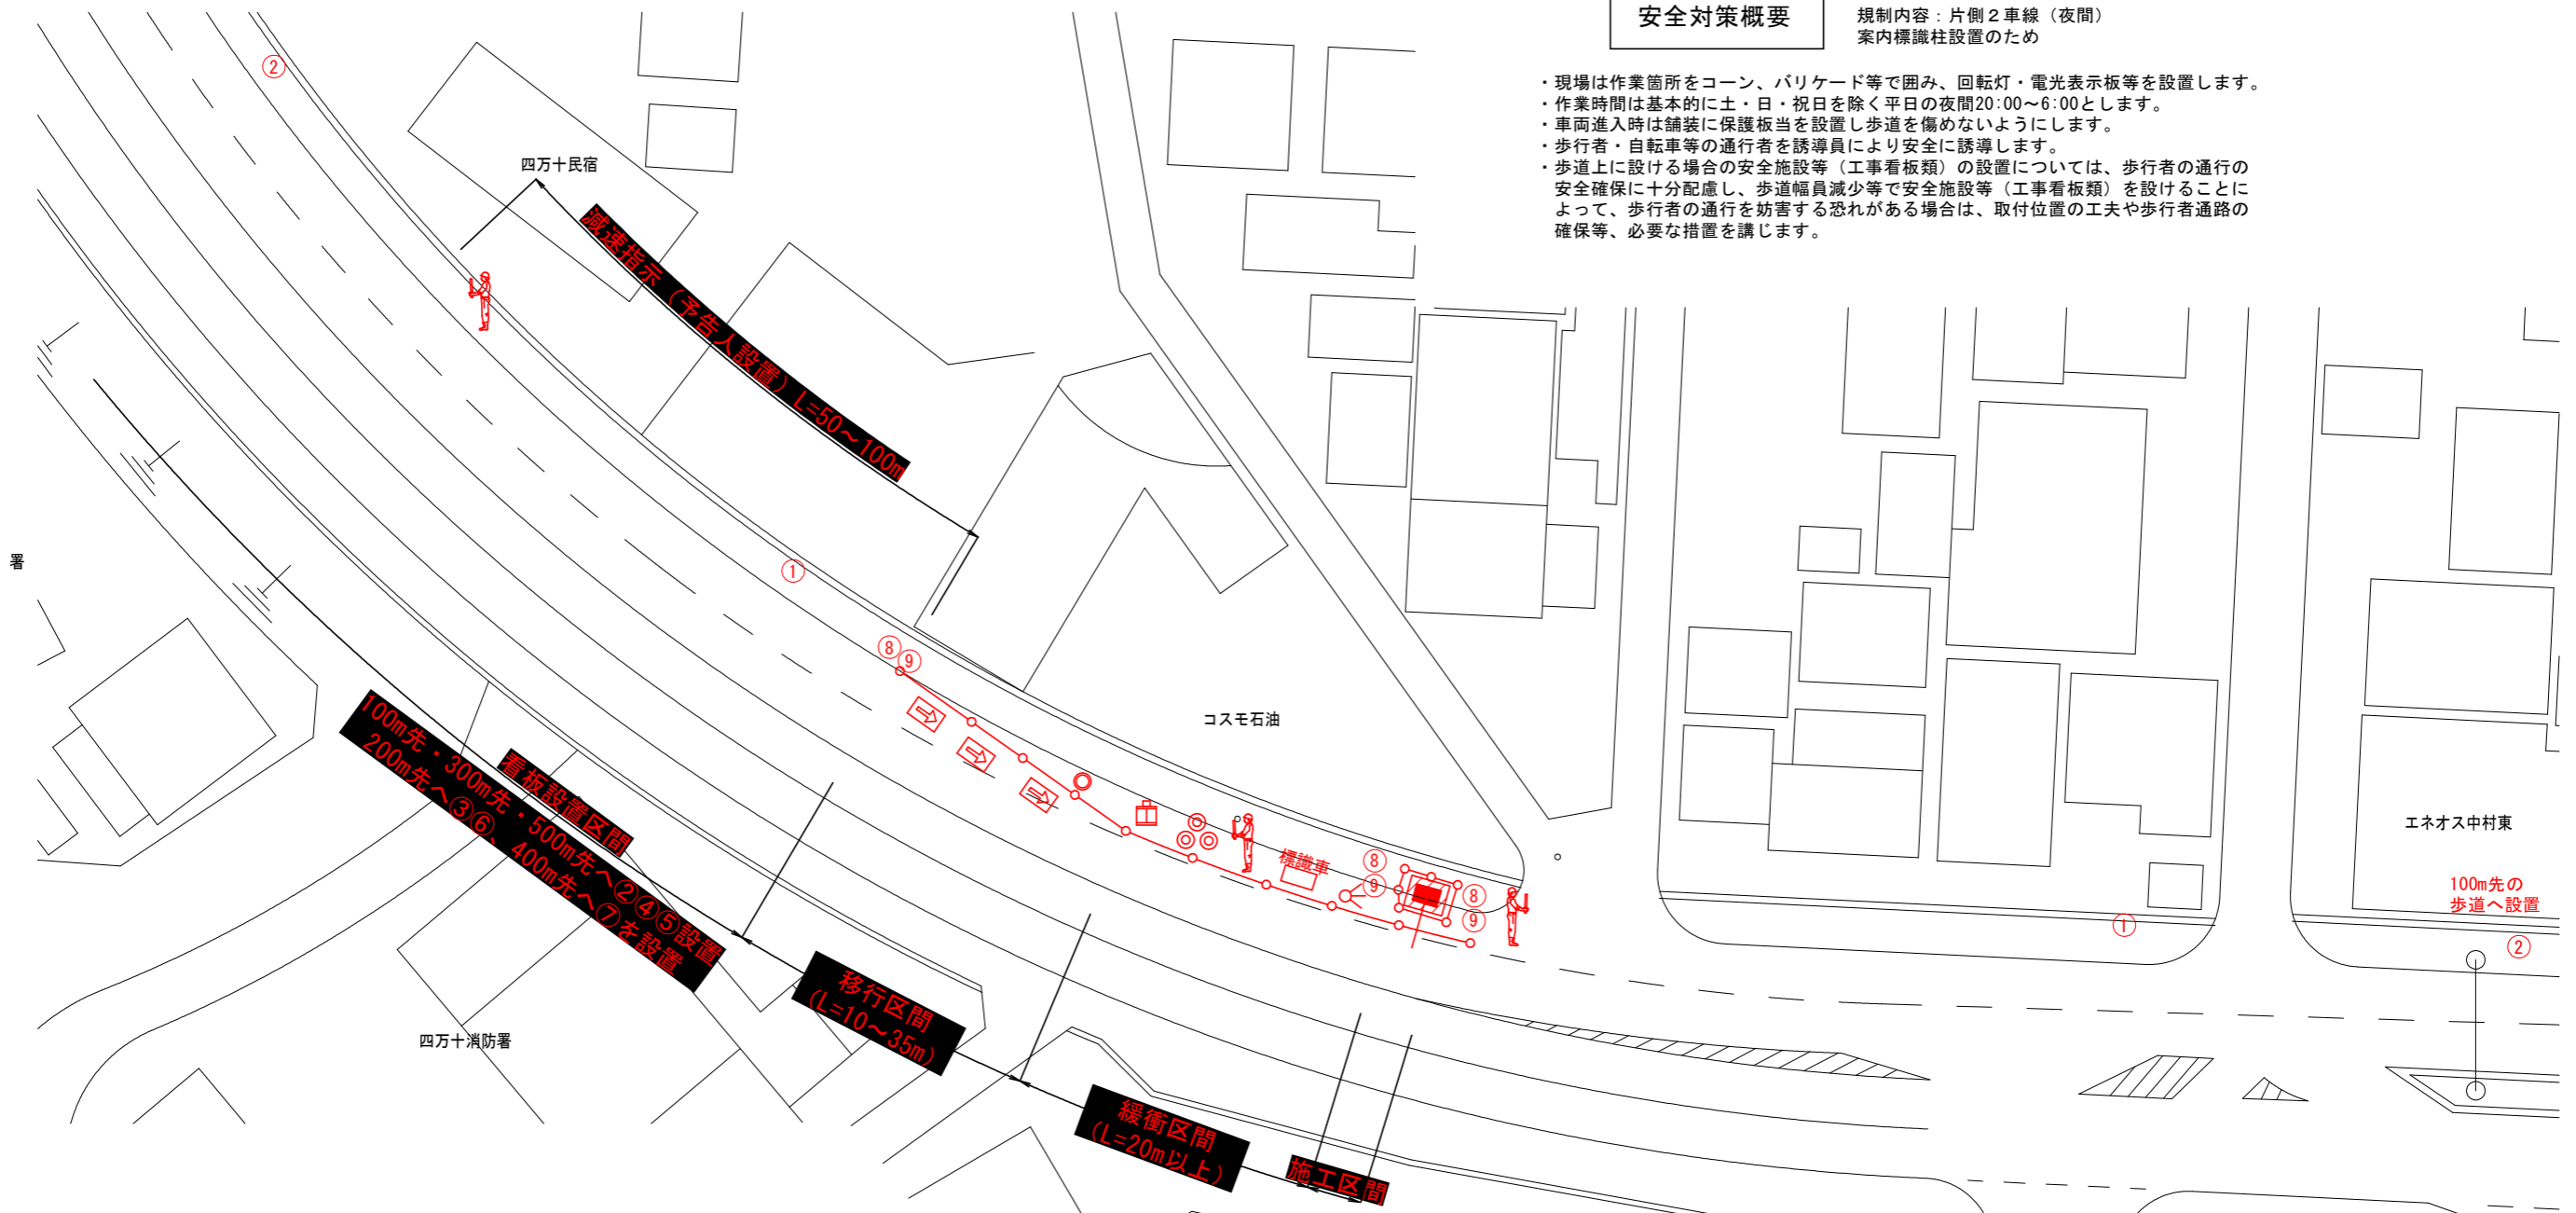 安全対策概要
規制内容：片側２車線（夜間）
案内標識柱設置のため
・現場は作業箇所をコーン、バリケード等で囲み、回転灯・電光表示板等を設置します。
・作業時間は基本的に土・日・祝日を除く平日の夜間20:00～6:00とします。
・車両進入時は舗装に保護板当を設置し歩道を傷めないようにします。
・歩行者・自転車等の通行者を誘導員により安全に誘導します。
・歩道上に設ける場合の安全施設等（工事看板類）の設置については、歩行者の通行の
安全確保に十分配慮し、歩道幅員減少等で安全施設等（工事看板類）を設けることに
よって、歩行者の通行を妨害する恐れがある場合は、取付位置の工夫や歩行者通路の
確保等、必要な措置を講じます。
②
四万十民宿
減速指示（予告人設置）L=50～100m
署
①
⑧
⑨
コスモ石油
看板設置区間
100m先・300m先・500m先へ②④⑤設置
200m先へ③⑥、400m先へ⑦を設置
標識車
⑧
⑨
⑧
⑨
エネオス中村東
100m先の
歩道へ設置
①
②
四万十消防署
移行区間
（L=10～35m）
緩衝区間
（L=20m以上）
施工区間